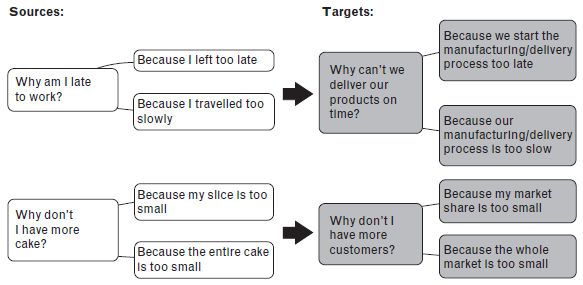 Sources:
Targets:
Why am I late
to work?
Because I left too late
Because I travelled too
slowly
Why can't we
deliver our
products on
time?
Because we start the
manufacturing/delivery
process too late
Because our
manufacturing/delivery
process is too slow
Why don't
I have more
cake?
Because my slice is too
small
Because the entire cake
is too small
Why don't I
have more
customers?
Because my market
share is too small
Because the whole
market is too small